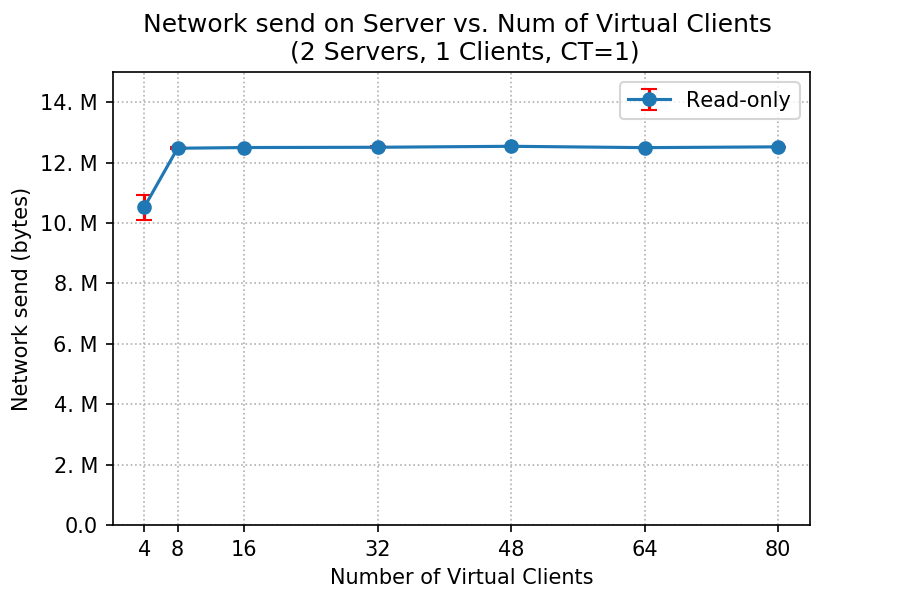 Network send on Server vs. Num of Virtual Clients
(2 Servers, 1 Clients, CT=1)
Read-only
Network send (bytes)
14. M
12. M
10. M
8. M
6. M
4. M
2. M
0.0
4 8 16 32 48 64 80
Number of Virtual Clients